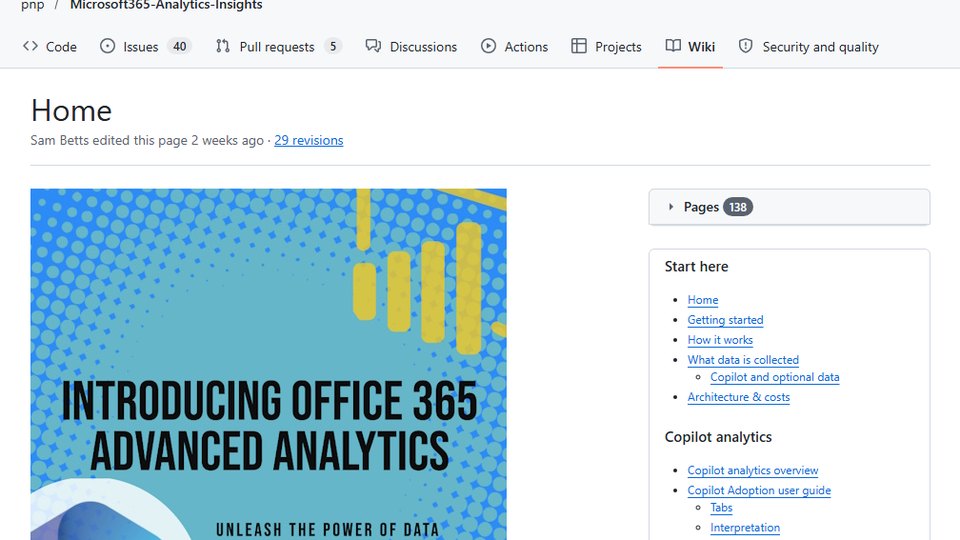 pnp / Microsoft365-Analytics-Insights
Code
Issues 40
Pull requests 5
Discussions
Actions
Projects
Wiki
Security and quality
Home
Sam Betts edited this page 2 weeks ago · 29 revisions
INTRODUCING OFFICE 365
ADVANCED ANALYTICS
UNLEASH THE POWER OF DATA
Pages 138
Start here
Home
Getting started
How it works
What data is collected
Copilot and optional data
Architecture & costs
Copilot analytics
Copilot analytics overview
Copilot Adoption user guide
Tabs
Interpretation